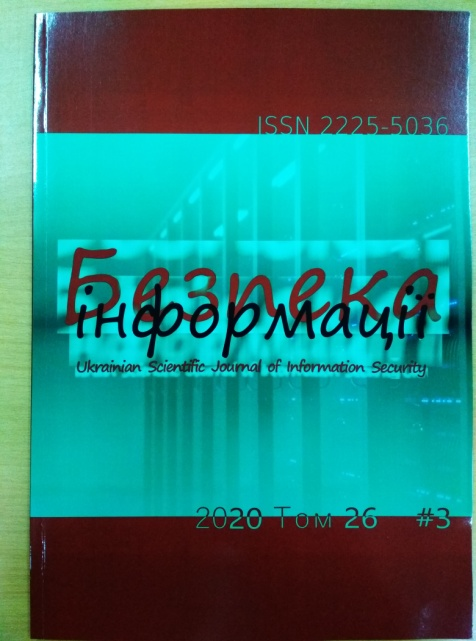 ISSN 2225-5036
Безпека
інформації
Ukrainian Scientific Journal of Information Security
2020 Том 26 #3